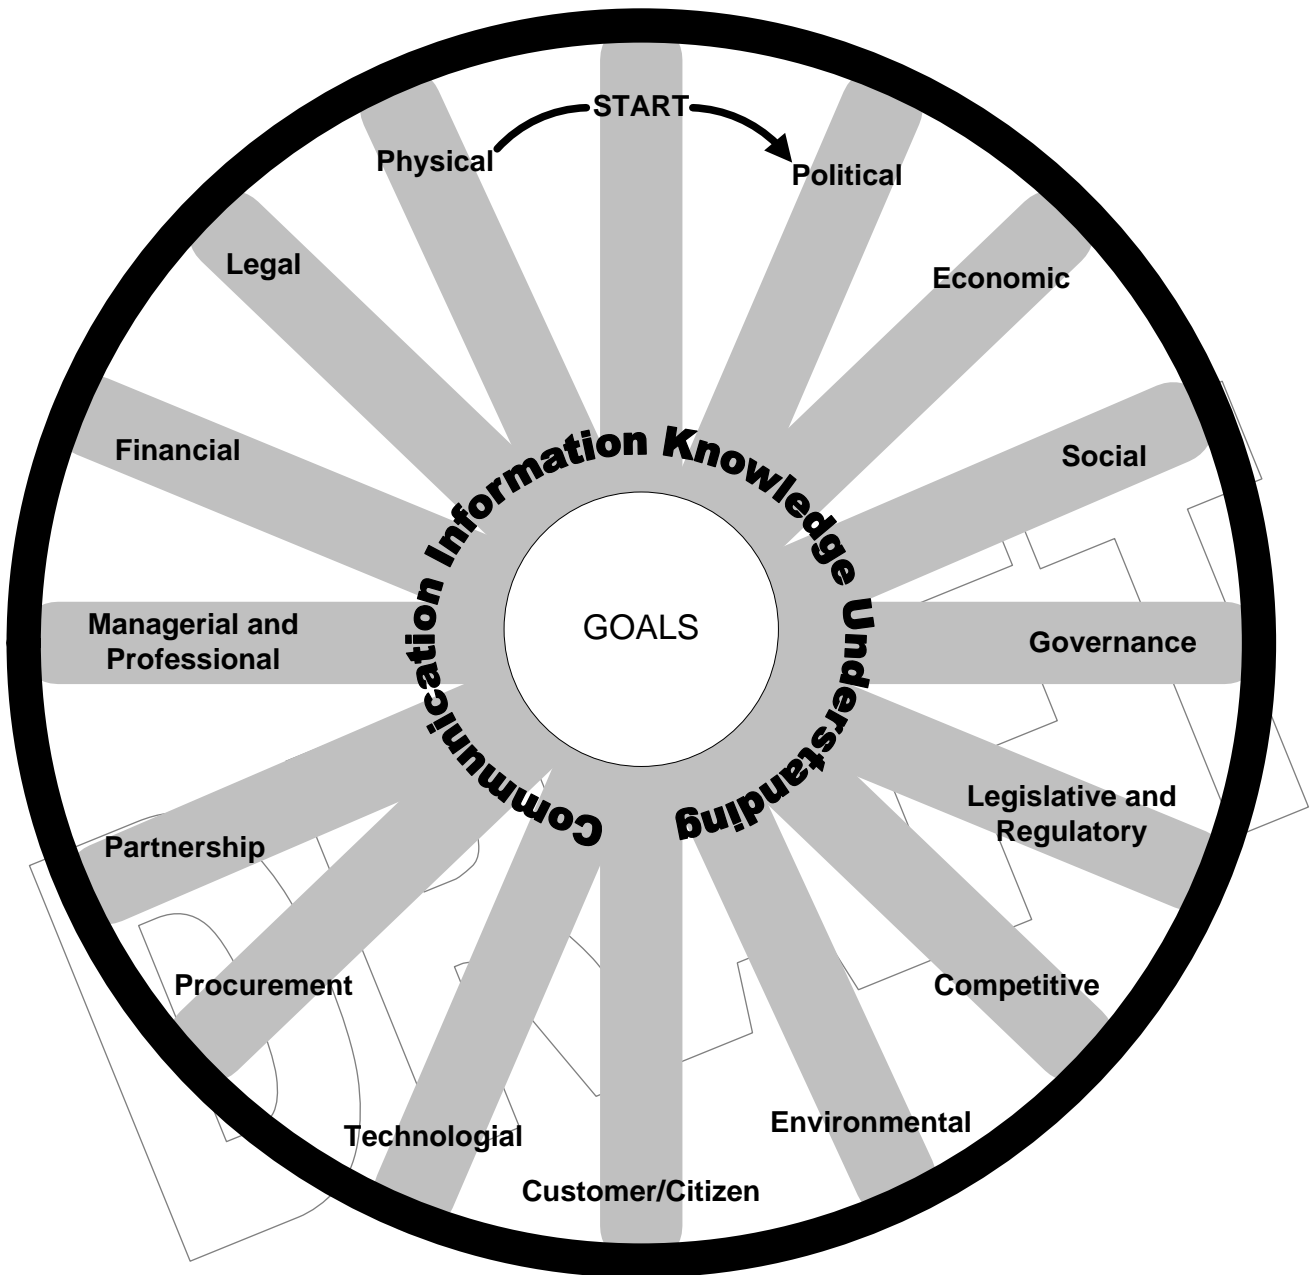 START
Physical
Political
Legal
Economic
Financial
Social
Communication Information Knowledge Understanding
GOALS
Managerial and
Professional
Governance
Legislative and
Regulatory
Partnership
Procurement
Competitive
Technologial
Environmental
Customer/Citizen
DRAFT